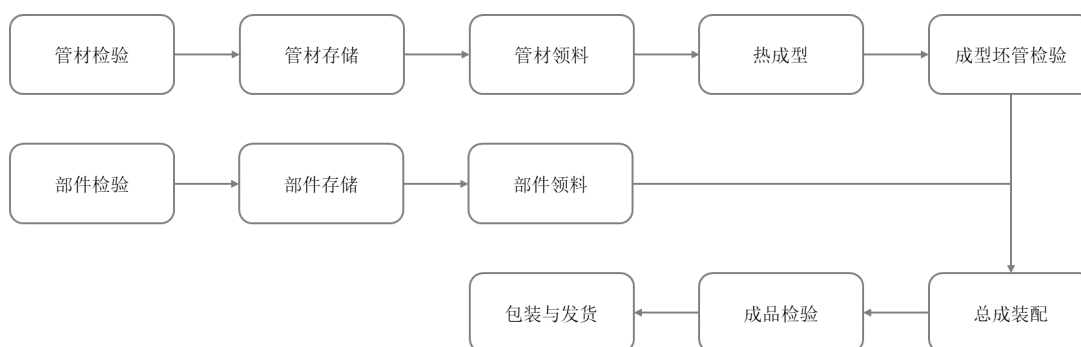 管材检验
管材存储
管材领料
热成型
成型坯管检验
部件检验
部件存储
部件领料
包装与发货
成品检验
总成装配